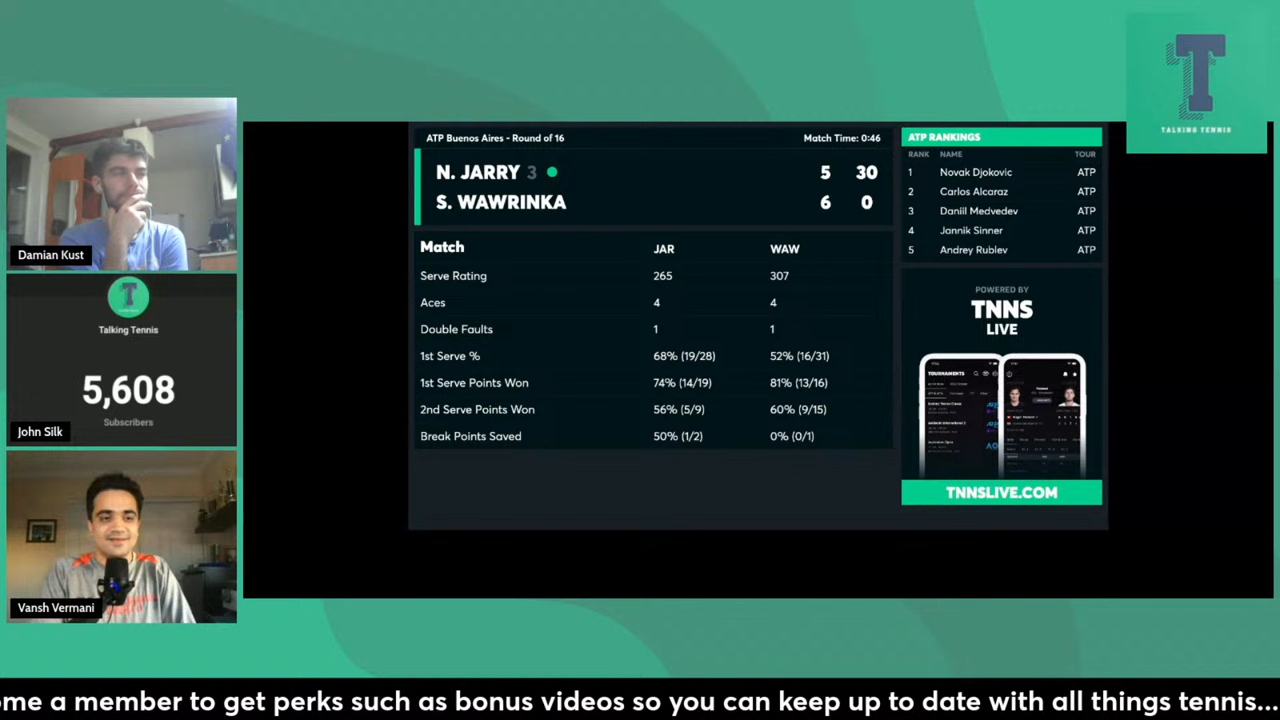 T
TALKING TENNIS
Damian Kust
T
Talking Tennis
5,608
Subscribers
John Silk
Vansh Vermani
ATP Buenos Aires - Round of 16 Match Time: 0:46
N. JARRY 3 5 30
S. WAWRINKA 6 0
Match JAR WAW
Serve Rating 265 307
Aces 4 4
Double Faults 1 1
1st Serve % 68% (19/28) 52% (16/31)
1st Serve Points Won 74% (14/19) 81% (13/16)
2nd Serve Points Won 56% (5/9) 60% (9/15)
Break Points Saved 50% (1/2) 0% (0/1)
ATP RANKINGS
RANK NAME TOUR
1 Novak Djokovic ATP
2 Carlos Alcaraz ATP
3 Daniil Medvedev ATP
4 Jannik Sinner ATP
5 Andrey Rublev ATP
POWERED BY
TNNS
LIVE
TOURNAMENTS
TNNSLIVE.COM
ome a member to get perks such as bonus videos so you can keep up to date with all things tennis...